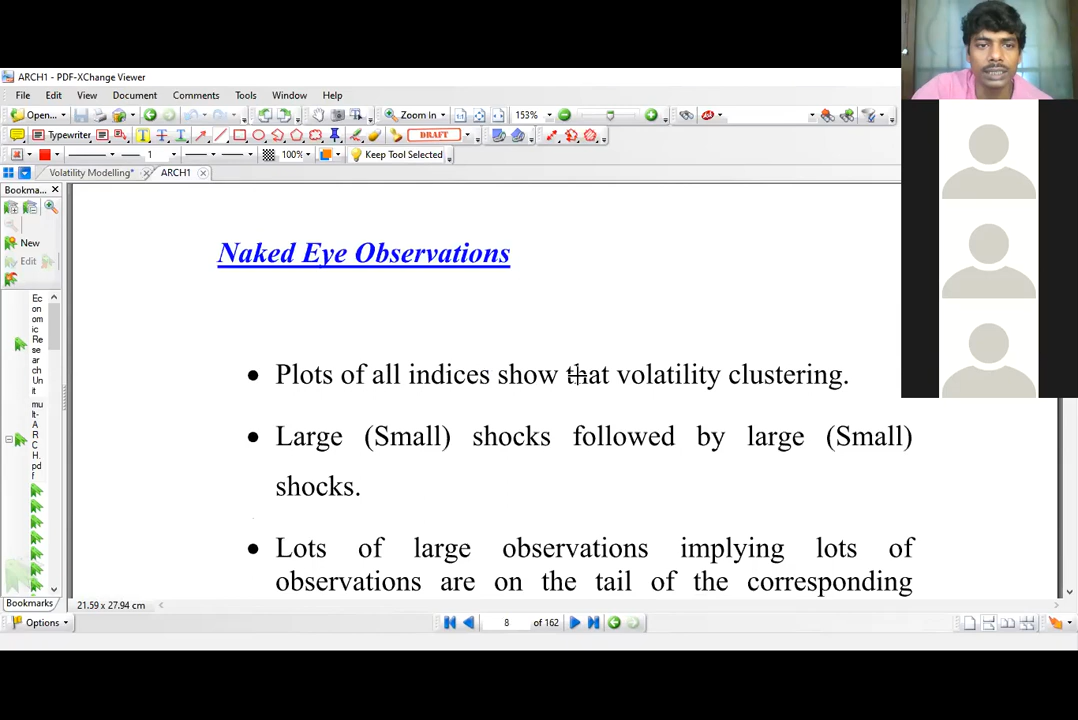 ARCH1 - PDF-XChange Viewer
File Edit View Document Comments Tools Window Help
Open... Zoom In 153%
Typewriter DRAFT
1 100% Keep Tool Selected
Volatility Modelling* ARCH1
Bookma...
New
Edit
Ec
on
om
ic
Re
se
ar
ch
Un
it
mu
lt-
A
R
C
H.
pd
f
Naked Eye Observations
• Plots of all indices show that volatility clustering.
• Large (Small) shocks followed by large (Small)
shocks.
• Lots of large observations implying lots of
observations are on the tail of the corresponding
Bookmarks
21.59 x 27.94 cm
Options 8 of 162